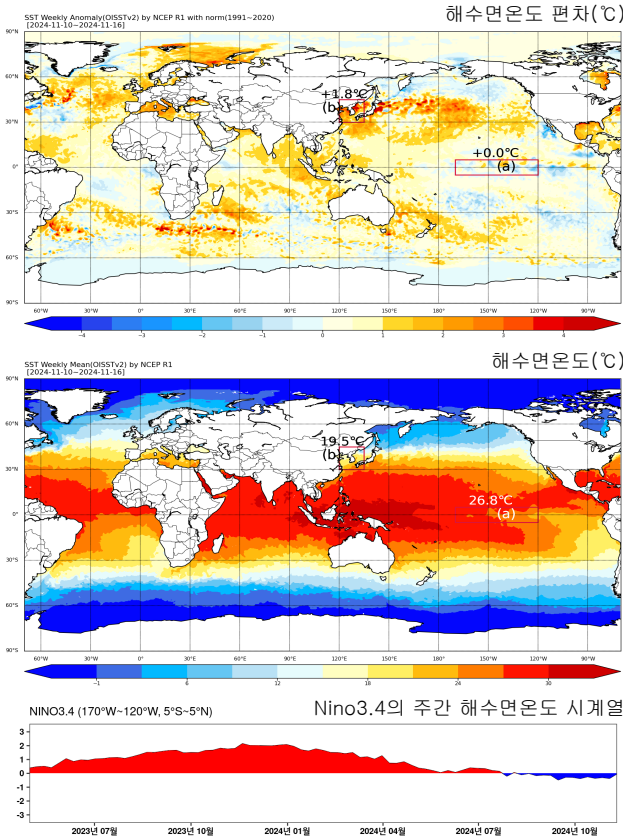 해수면온도 편차(℃)
SST Weekly Anomaly(OISSTv2) by NCEP R1 with norm(1991~2020)
[2024-11-10~2024-11-16]
90°N
60°N
30°N
0°
30°S
60°S
90°S
+1.8℃
(b)
+0.0℃
(a)
60°W 30°W 0° 30°E 60°E 90°E 120°E 150°E 180° 150°W 120°W 90°W
−4 −3 −2 −1 0 1 2 3 4
해수면온도(℃)
SST Weekly Mean(OISSTv2) by NCEP R1
[2024-11-10~2024-11-16]
90°N
60°N
30°N
0°
30°S
60°S
90°S
19.5℃
(b)
26.8℃
(a)
60°W 30°W 0° 30°E 60°E 90°E 120°E 150°E 180° 150°W 120°W 90°W
−1 6 12 18 24 30
Nino3.4의 주간 해수면온도 시계열
NINO3.4 (170°W~120°W, 5°S~5°N)
3
2
1
0
-1
-2
-3
2023년 07월 2023년 10월 2024년 01월 2024년 04월 2024년 07월 2024년 10월